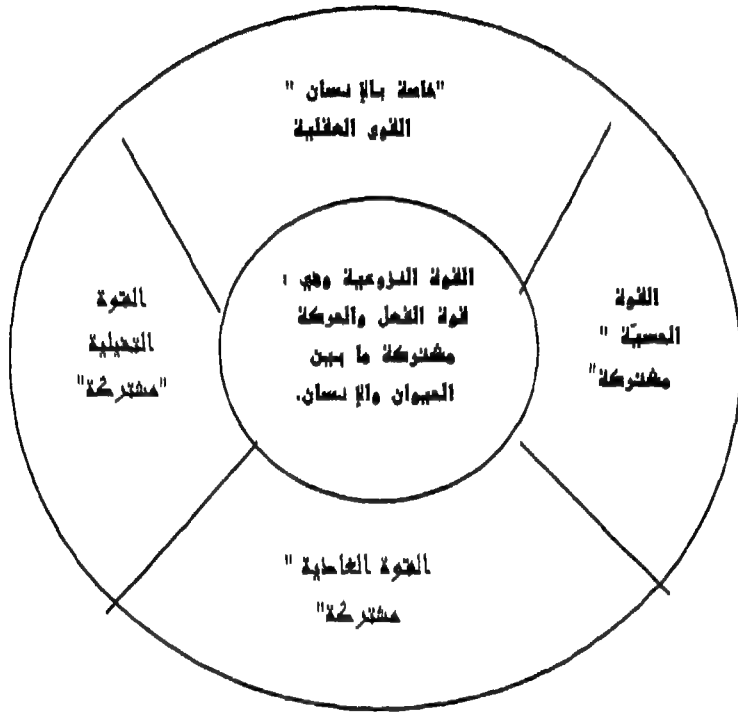 "خاصة بالإنسان"
القوى العقلية
القوة
الحسيّة "
مشتركة"
القوة النزوعية وهي :
قوة الفعل والحركة
مشتركة ما بين
الحيوان والإنسان.
القوة
التخيلية
"مشتركة"
القوة الغاذية "
مشتركة"